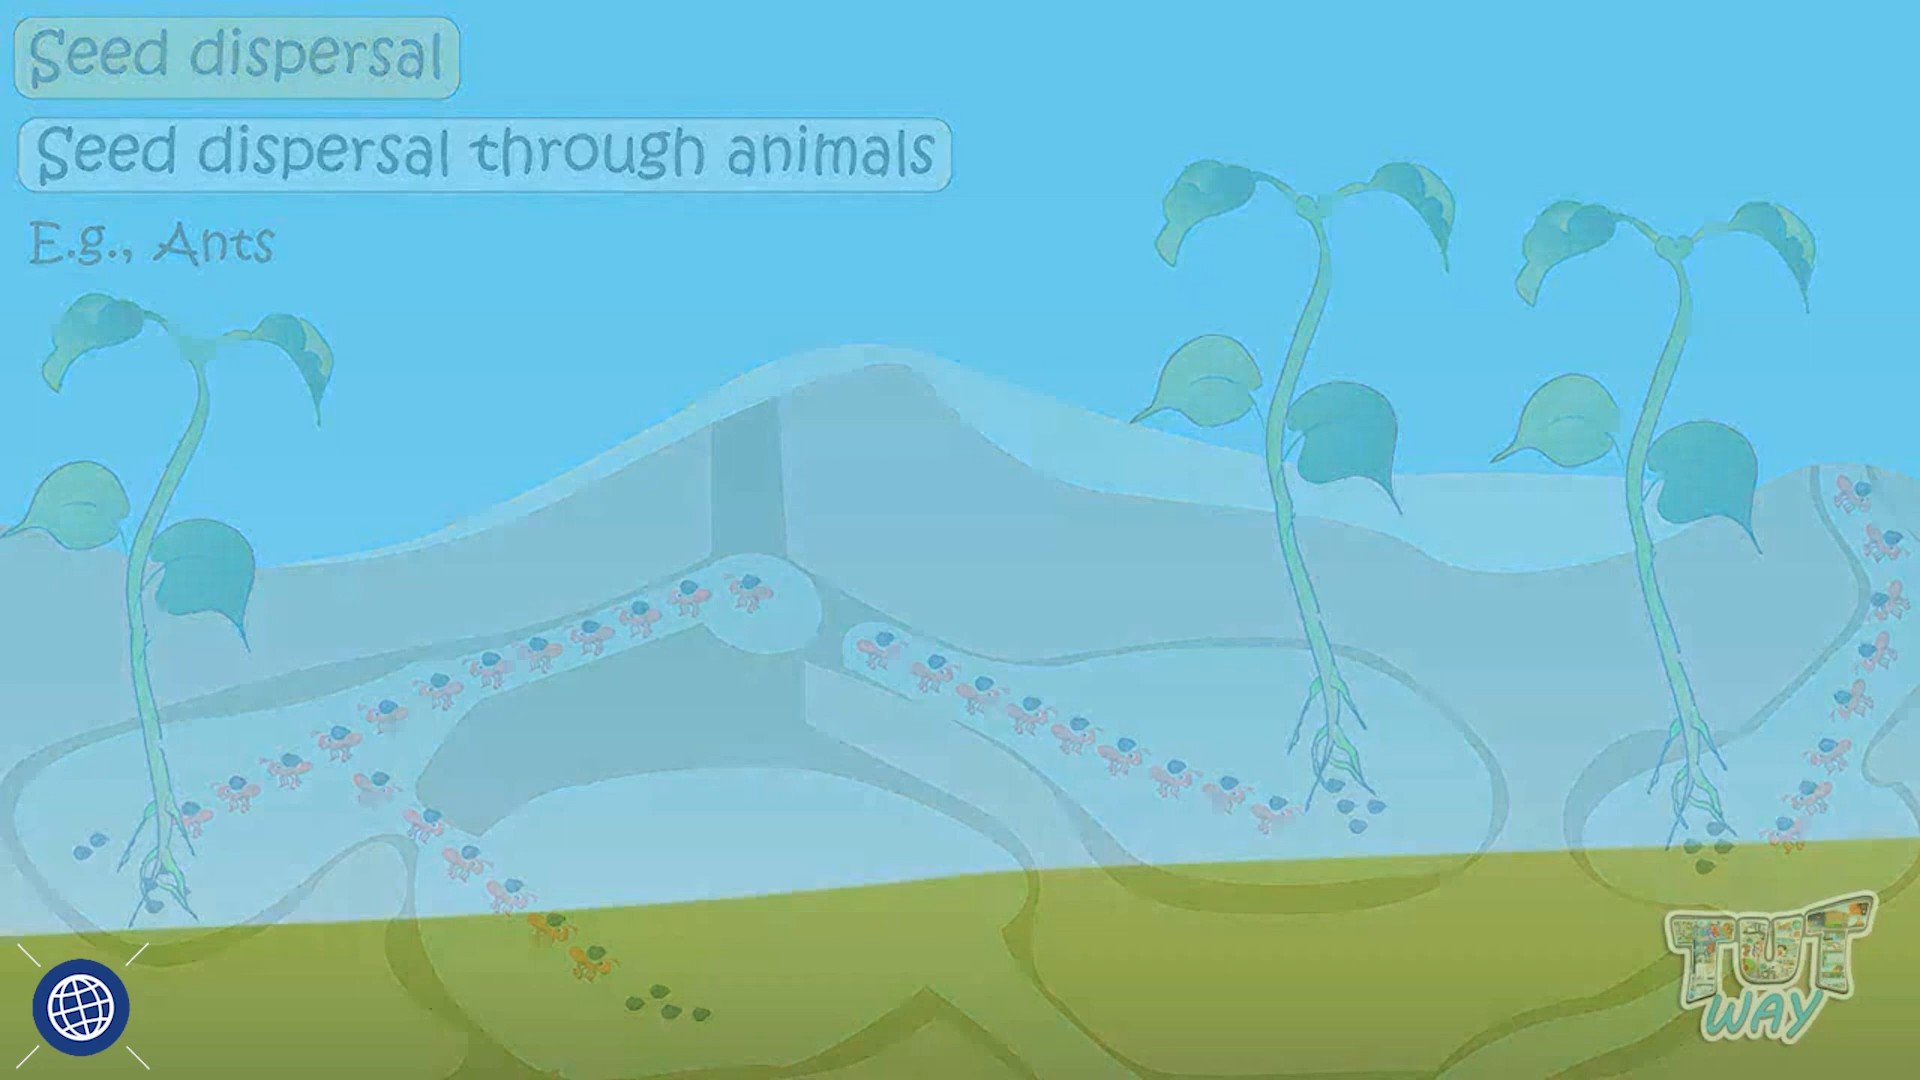 Seed dispersal
Seed dispersal through animals
E.g., Ants
TUT
WAY